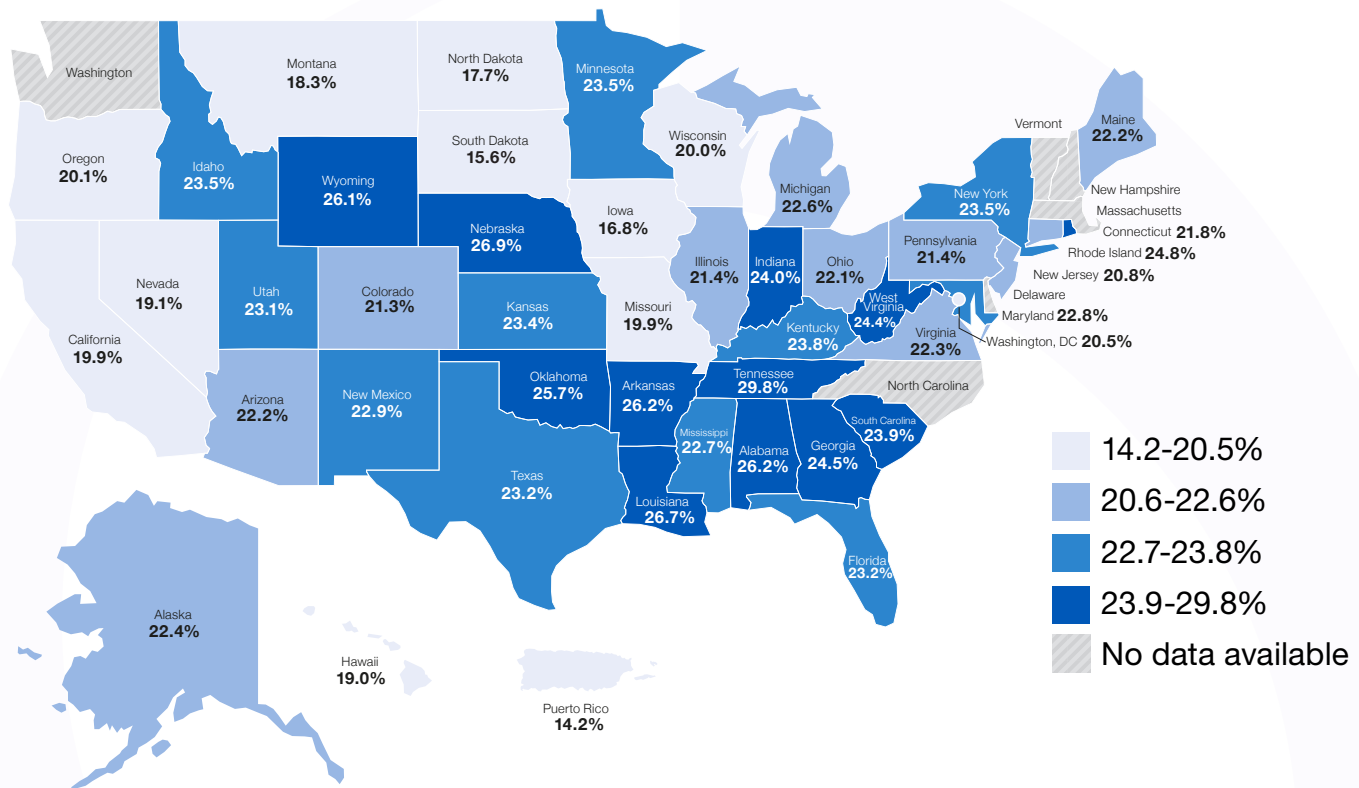 Washington
Montana
18.3%
North Dakota
17.7%
Minnesota
23.5%
Oregon
20.1%
Idaho
23.5%
Wyoming
26.1%
South Dakota
15.6%
Wisconsin
20.0%
Michigan
22.6%
Vermont
Maine
22.2%
New York
23.5%
New Hampshire
Massachusetts
Connecticut 21.8%
Rhode Island 24.8%
New Jersey 20.8%
Delaware
Maryland 22.8%
Washington, DC 20.5%
Nebraska
26.9%
Iowa
16.8%
Illinois
21.4%
Indiana
24.0%
Ohio
22.1%
Pennsylvania
21.4%
Nevada
19.1%
Utah
23.1%
Colorado
21.3%
Kansas
23.4%
Missouri
19.9%
Kentucky
23.8%
West
Virginia
24.4%
Virginia
22.3%
California
19.9%
Arizona
22.2%
New Mexico
22.9%
Oklahoma
25.7%
Arkansas
26.2%
Tennessee
29.8%
North Carolina
South Carolina
23.9%
Mississippi
22.7%
Alabama
26.2%
Georgia
24.5%
Texas
23.2%
Louisiana
26.7%
Florida
23.2%
Alaska
22.4%
Hawaii
19.0%
Puerto Rico
14.2%
14.2-20.5%
20.6-22.6%
22.7-23.8%
23.9-29.8%
No data available